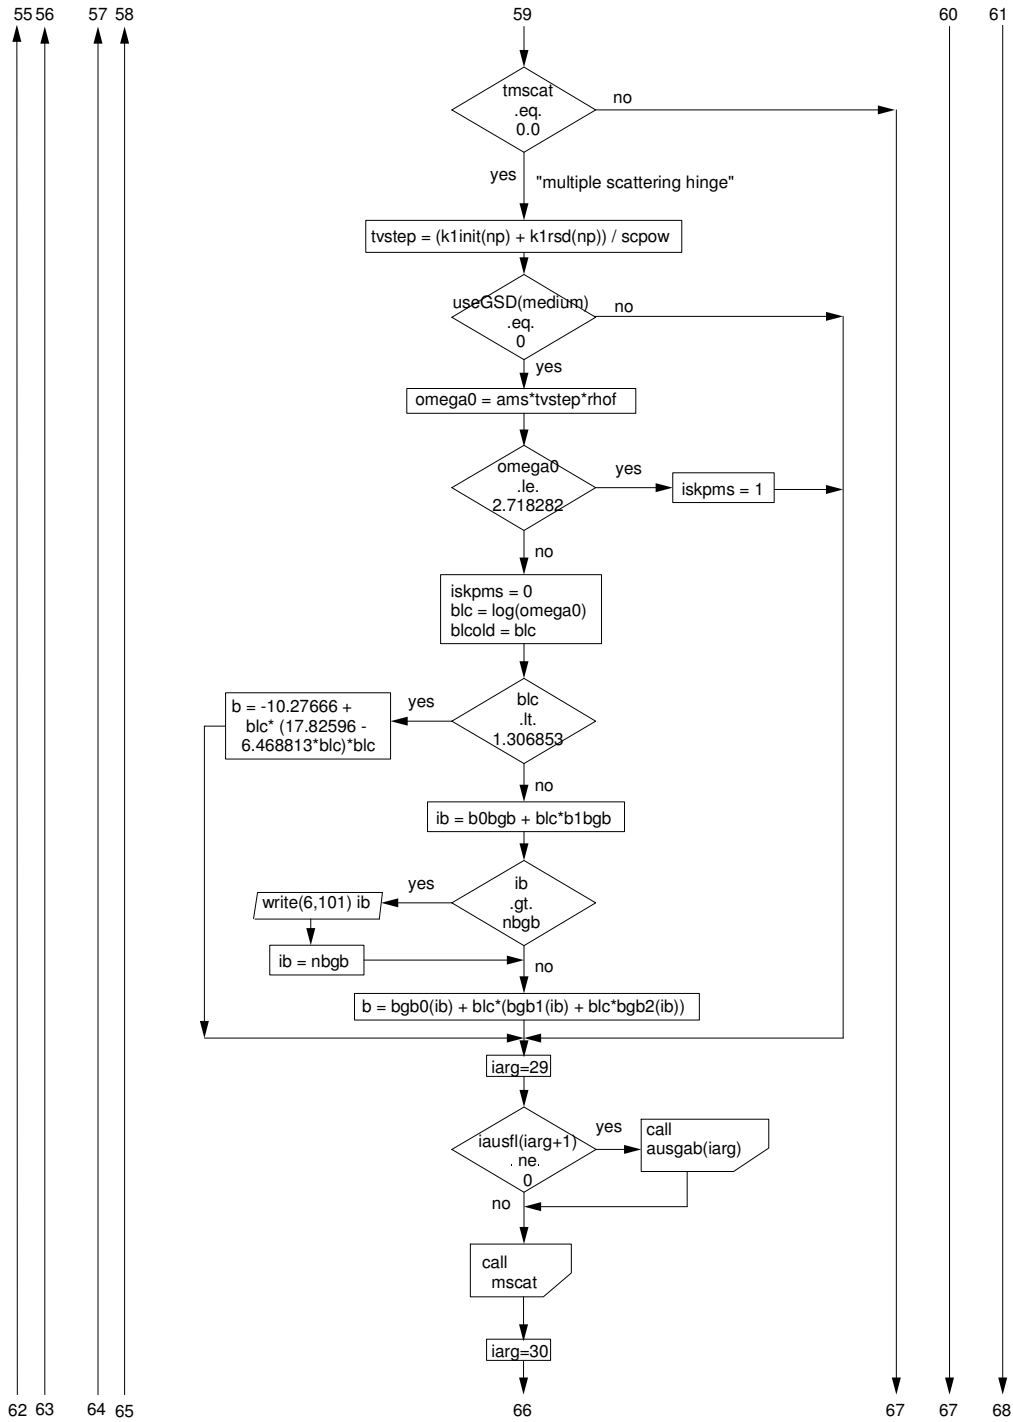 55 56 57 58 59 60 61
tmscat
.eq.
0.0
no
yes
"multiple scattering hinge"
tvstep = (k1init(np) + k1rsd(np)) / scpow
useGSD(medium)
.eq.
0
no
yes
omega0 = ams*tvstep*rhof
omega0
.le.
2.718282
yes
iskpms = 1
no
iskpms = 0
blc = log(omega0)
blcold = blc
blc
.lt.
1.306853
yes
b = -10.27666 +
blc* (17.82596 -
6.468813*blc)*blc
no
ib = b0bgb + blc*b1bgb
ib
.gt.
nbgb
yes
write(6,101) ib
ib = nbgb
no
b = bgb0(ib) + blc*(bgb1(ib) + blc*bgb2(ib))
iarg=29
iausfl(iarg+1)
. ne.
0
yes
call
ausgab(iarg)
no
call
mscat
iarg=30
62 63 64 65 66 67 67 68